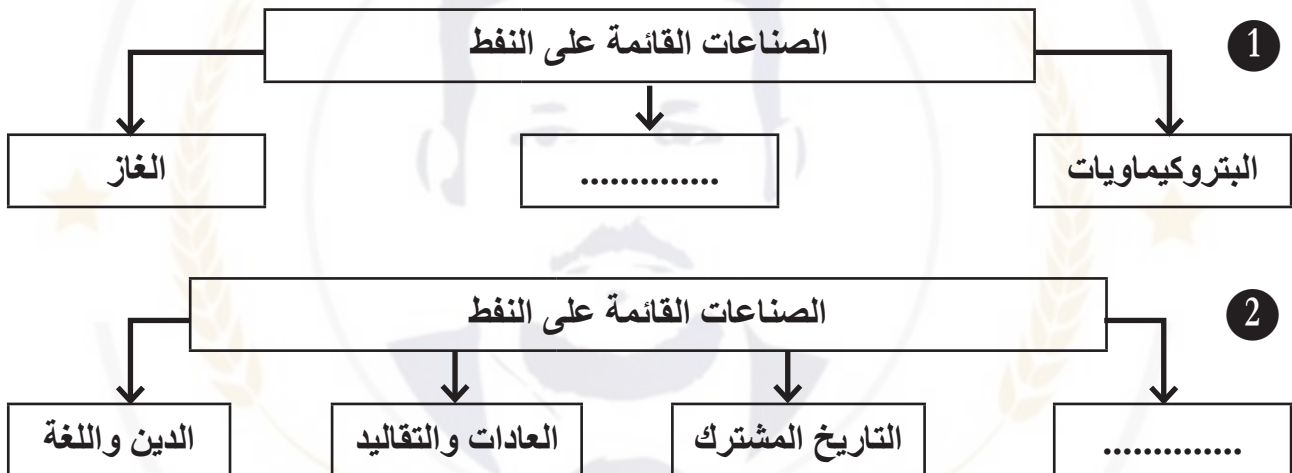 1
الصناعات القائمة على النفط
البتروكيماويات
..............
الغاز
2
الصناعات القائمة على النفط
..............
التاريخ المشترك
العادات والتقاليد
الدين واللغة